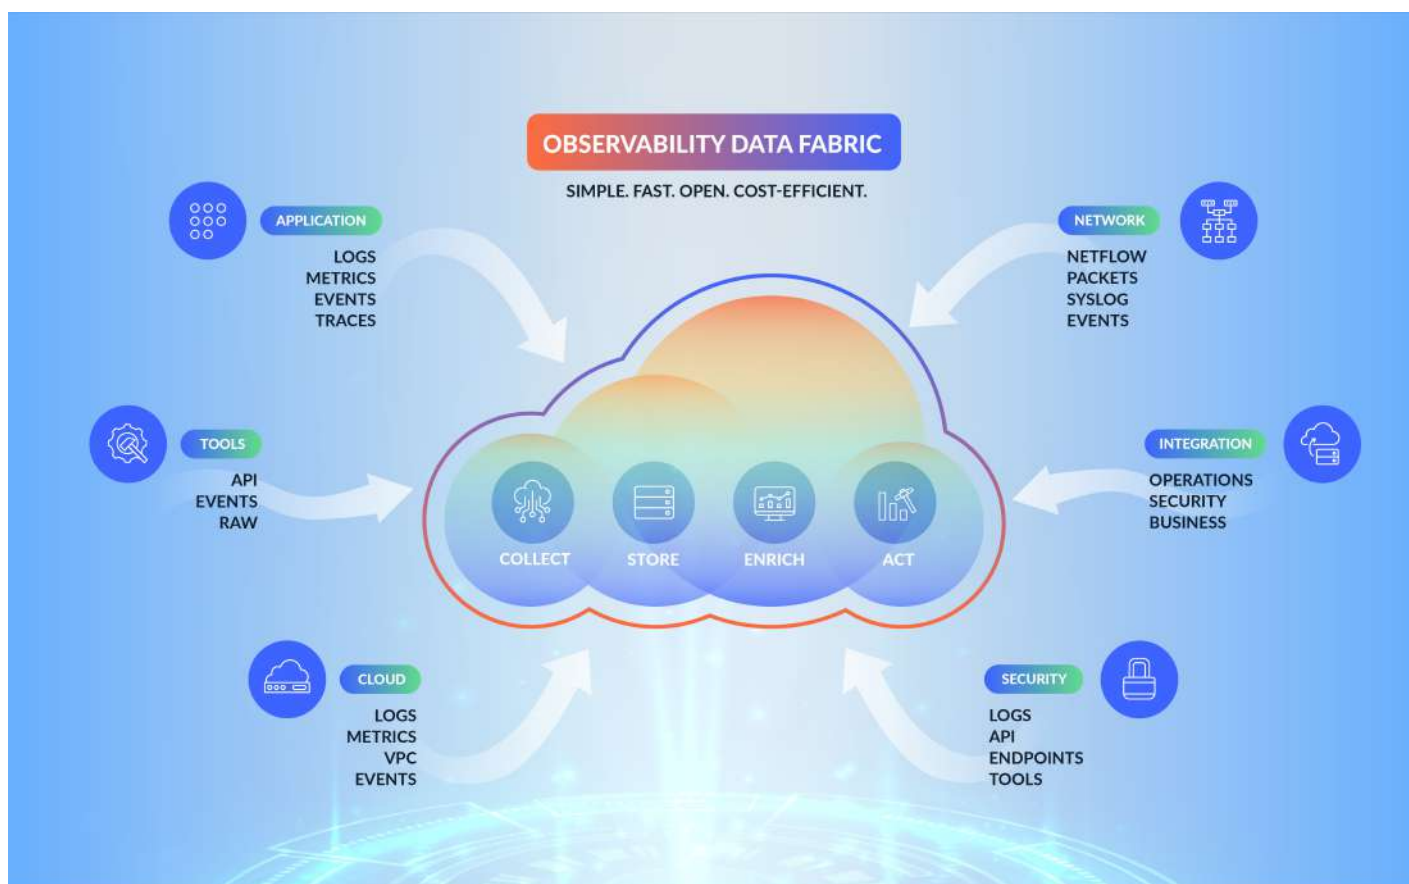 OBSERVABILITY DATA FABRIC
SIMPLE. FAST. OPEN. COST-EFFICIENT.
APPLICATION
LOGS
METRICS
EVENTS
TRACES
NETWORK
NETFLOW
PACKETS
SYSLOG
EVENTS
TOOLS
API
EVENTS
RAW
INTEGRATION
OPERATIONS
SECURITY
BUSINESS
COLLECT
STORE
ENRICH
ACT
CLOUD
LOGS
METRICS
VPC
EVENTS
SECURITY
LOGS
API
ENDPOINTS
TOOLS